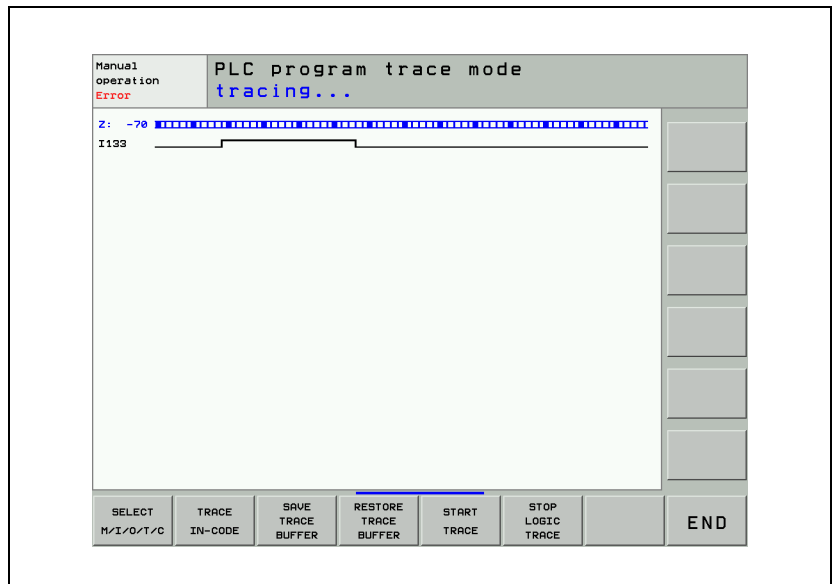 Manual
operation
Error
PLC program trace mode
tracing...
Z: -70
I133
SELECT
M/I/O/T/C
TRACE
IN-CODE
SAVE
TRACE
BUFFER
RESTORE
TRACE
BUFFER
START
TRACE
STOP
LOGIC
TRACE
END